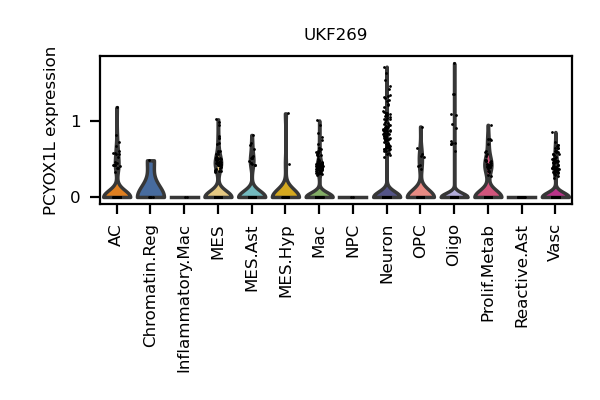 UKF269
PCYOX1L expression
1
0
AC
Chromatin.Reg
Inflammatory.Mac
MES
MES.Ast
MES.Hyp
Mac
NPC
Neuron
OPC
Oligo
Prolif.Metab
Reactive.Ast
Vasc